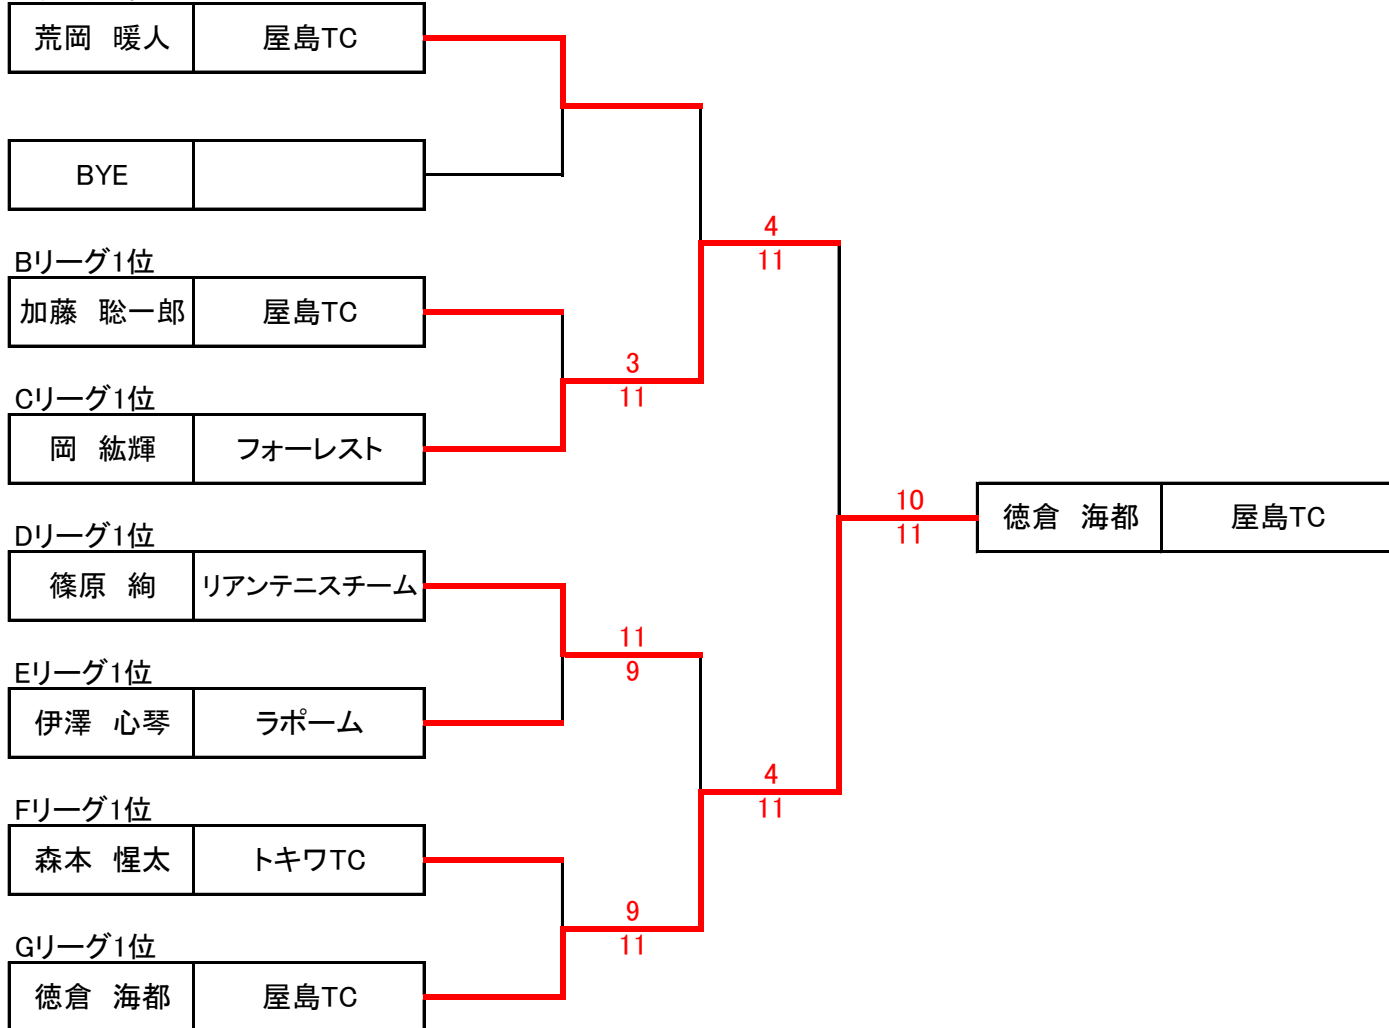 荒岡 暖人 屋島TC
BYE
4
11
Bリーグ1位
加藤 聡一郎 屋島TC
3
11
Cリーグ1位
岡 紘輝 フォーレスト
10
11
徳倉 海都 屋島TC
Dリーグ1位
篠原 絢 リアンテニスチーム
11
9
Eリーグ1位
伊澤 心琴 ラポーム
4
11
Fリーグ1位
森本 惺太 トキワTC
9
11
Gリーグ1位
徳倉 海都 屋島TC